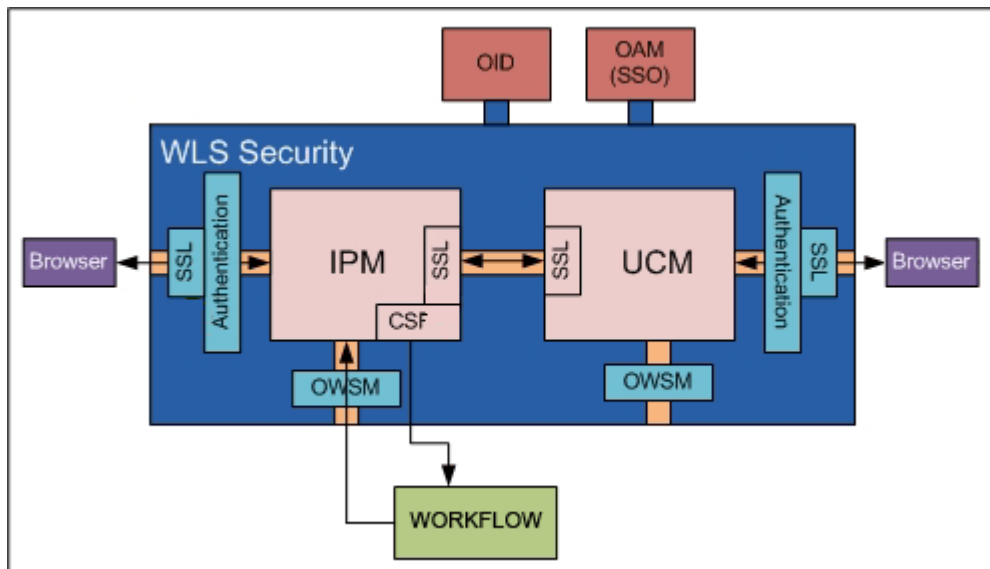 OID
OAM
(SSO)
WLS Security
Browser
SSL
Authentication
IPM
SSL
CSF
SSL
UCM
Authentication
SSL
Browser
OWSM
OWSM
WORKFLOW